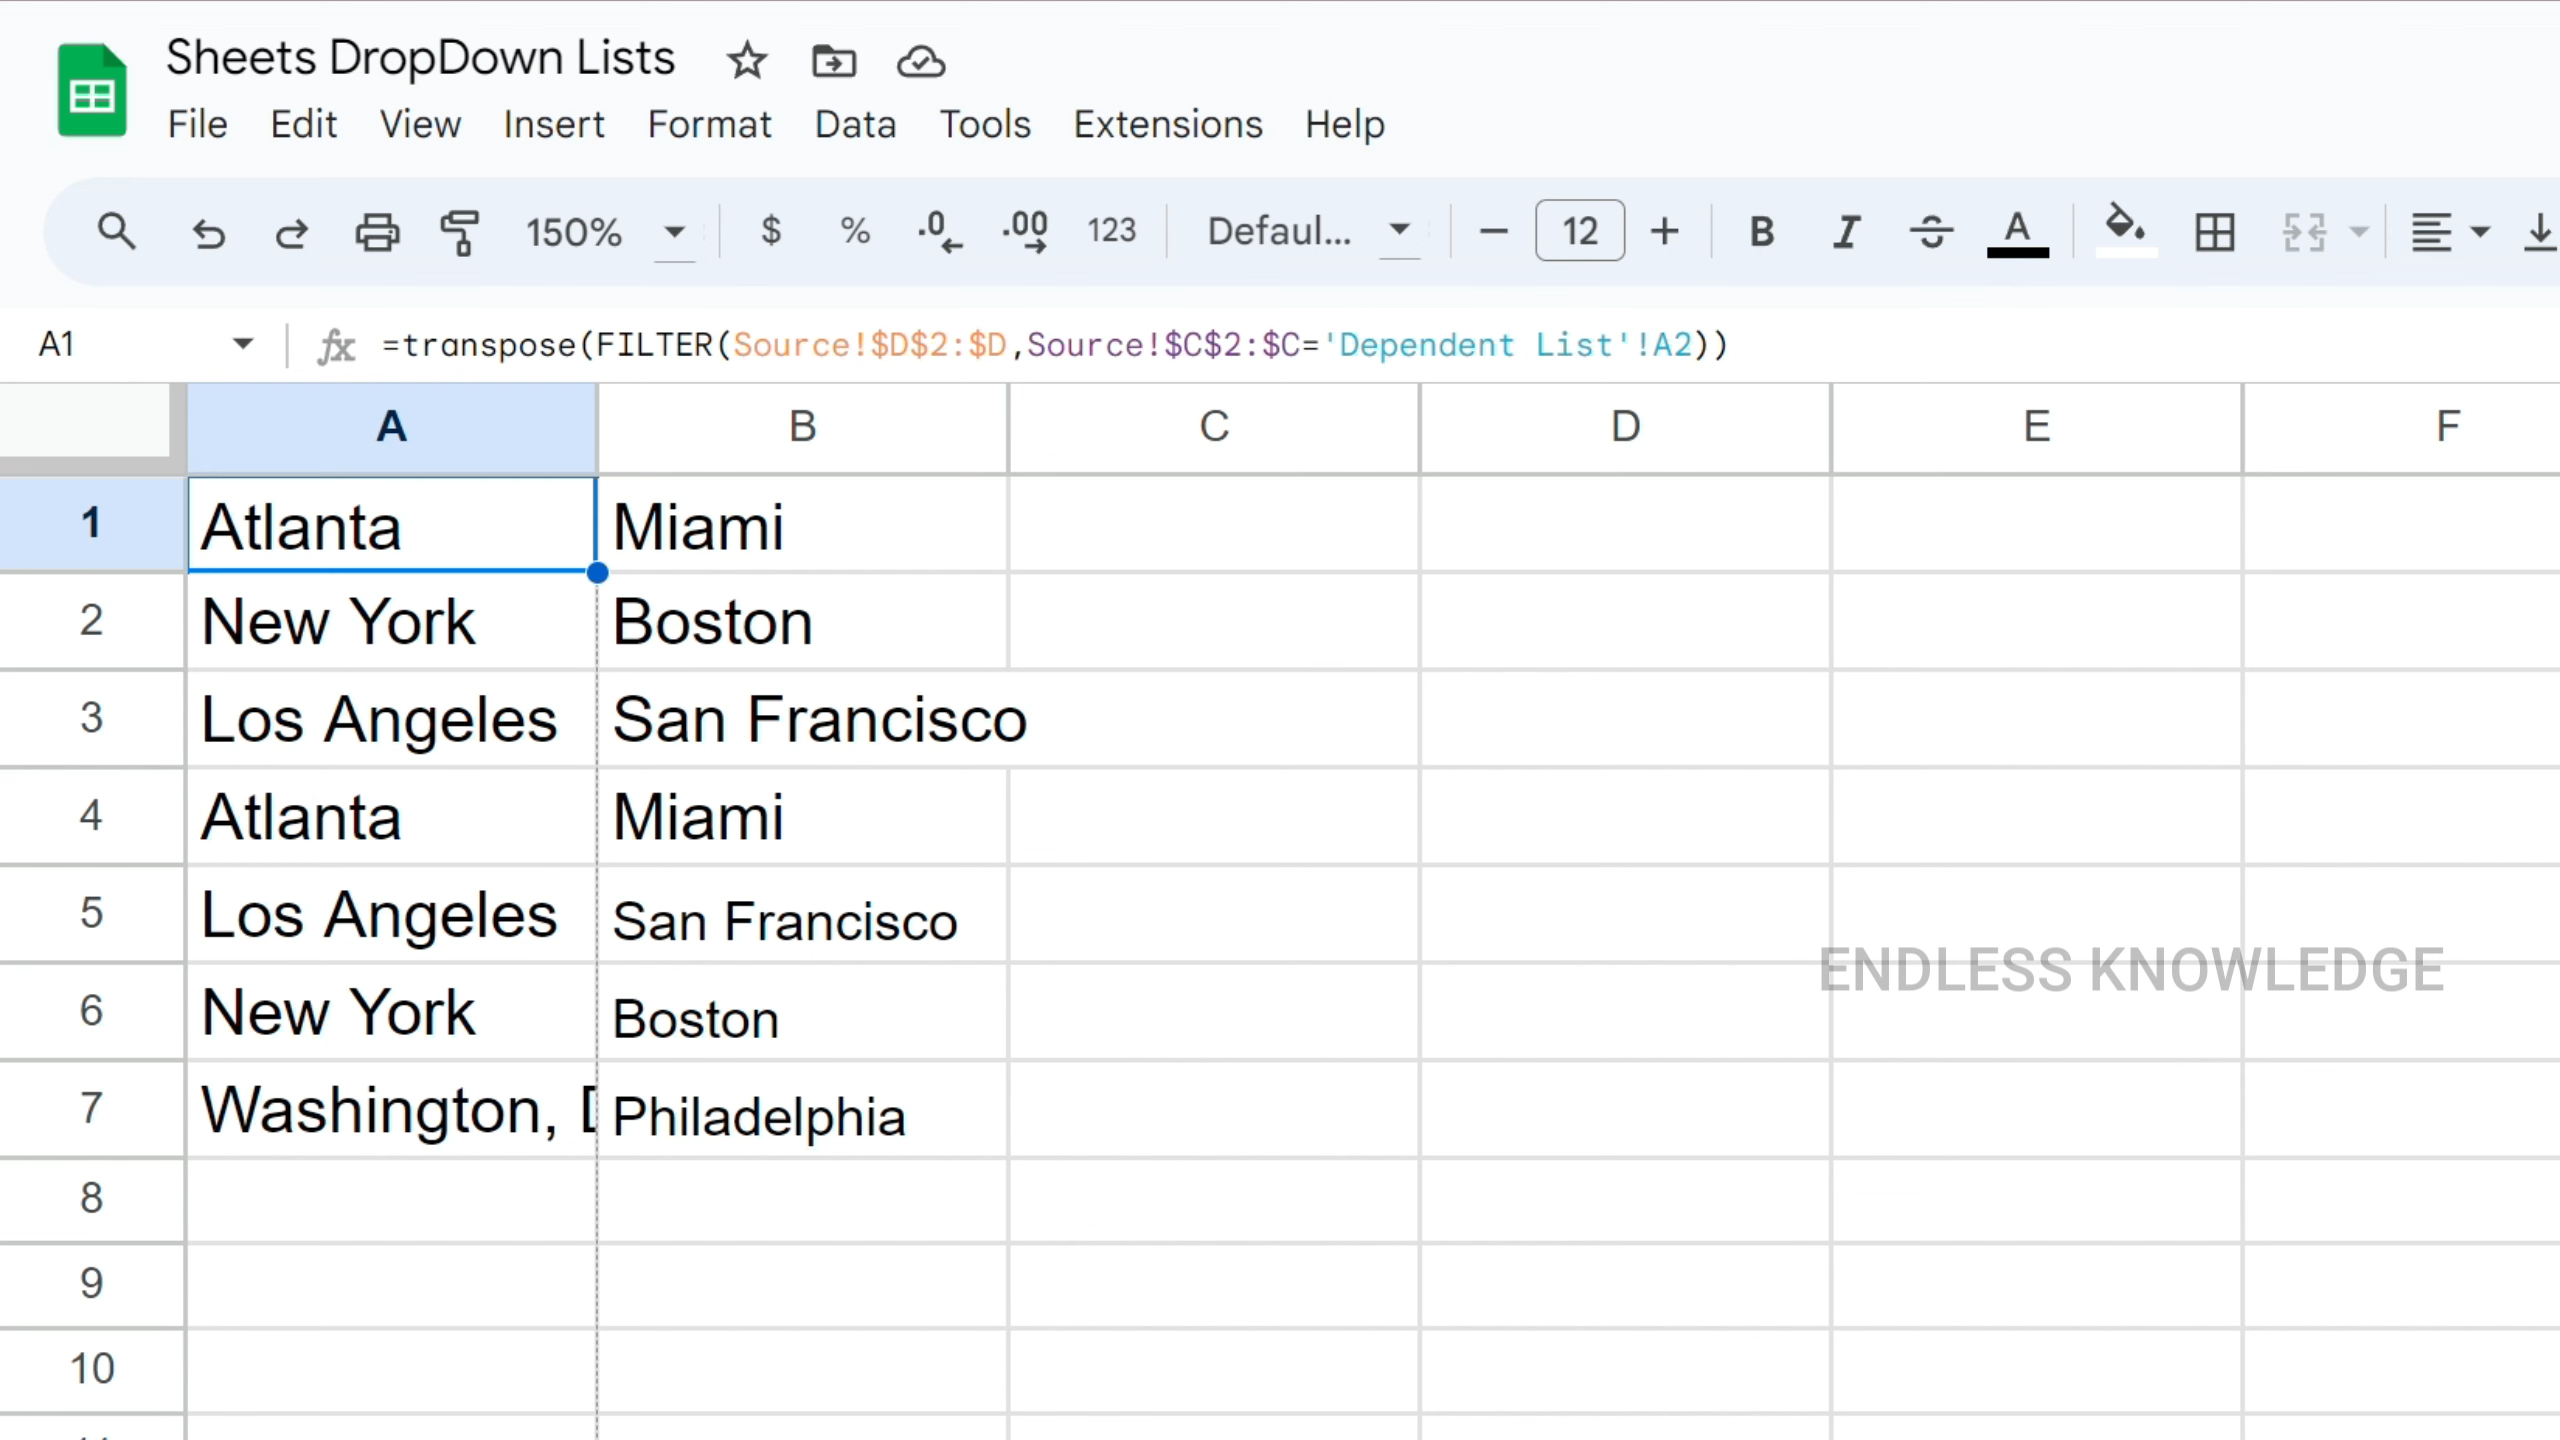 Sheets DropDown Lists
File Edit View Insert Format Data Tools Extensions Help
150% $ % .0 .00 123 Defaul... 12 B I S A
A1 fx =transpose(FILTER(Source!$D$2:$D,Source!$C$2:$C='Dependent List'!A2))
A B C D E F
1 Atlanta Miami
2 New York Boston
3 Los Angeles San Francisco
4 Atlanta Miami
5 Los Angeles San Francisco
ENDLESS KNOWLEDGE
6 New York Boston
7 Washington, Philadelphia
8
9
10